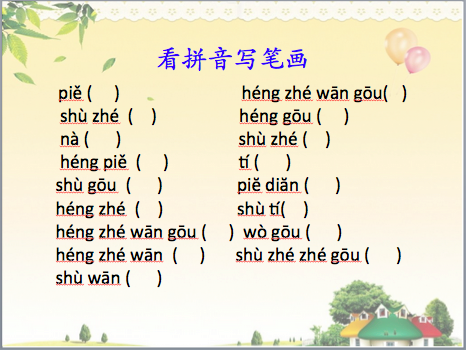 看拼音写笔画
piě (　) héng zhé wān gōu(　)
shù zhé (　) héng gōu (　)
nà (　) shù zhé (　)
héng piě (　) tí (　)
shù gōu (　) piě diǎn (　)
héng zhé (　) shù tí(　)
héng zhé wān gōu (　) wò gōu (　)
héng zhé wān (　) shù zhé zhé gōu (　)
shù wān (　)